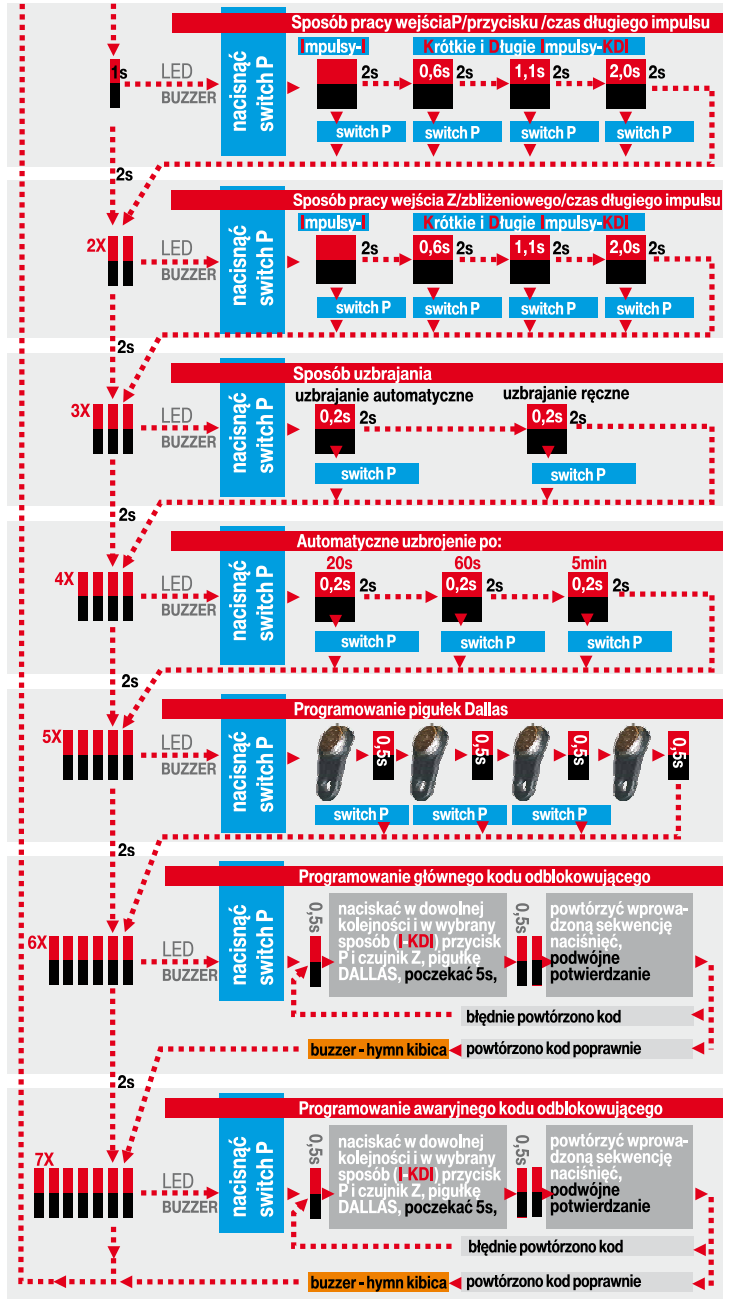 Sposób pracy wejściaP/przycisku /czas długiego impulsu
Impulsy-I Krótkie i Długie Impulsy-KDI
1s LED BUZZER nacisnąć switch P 2s 0,6s 2s 1,1s 2s 2,0s 2s
switch P switch P switch P switch P
2s
Sposób pracy wejścia Z/zbliżeniowego/czas długiego impulsu
Impulsy-I Krótkie i Długie Impulsy-KDI
2X LED BUZZER nacisnąć switch P 2s 0,6s 2s 1,1s 2s 2,0s 2s
switch P switch P switch P switch P
2s
Sposób uzbrajania
uzbrajanie automatyczne uzbrajanie ręczne
3X LED BUZZER nacisnąć switch P 0,2s 2s 0,2s 2s
switch P switch P
2s
Automatyczne uzbrojenie po:
20s 60s 5min
4X LED BUZZER nacisnąć switch P 0,2s 2s 0,2s 2s 0,2s 2s
switch P switch P switch P
2s
Programowanie pigułek Dallas
5X LED BUZZER nacisnąć switch P 0,5s 0,5s 0,5s 0,5s
switch P switch P switch P
2s
Programowanie głównego kodu odblokowującego
6X LED BUZZER nacisnąć switch P
0,5s
naciskać w dowolnej
kolejności i w wybrany
sposób (I-KDI) przycisk
P i czujnik Z, pigułkę
DALLAS, poczekać 5s,
0,5s
powtórzyć wprowa-
dzoną sekwencję
naciśnięć,
podwójne
potwierdzanie
błędnie powtórzono kod
buzzer - hymn kibica powtórzono kod poprawnie
2s
Programowanie awaryjnego kodu odblokowującego
7X LED BUZZER nacisnąć switch P
0,5s
naciskać w dowolnej
kolejności i w wybrany
sposób (I-KDI) przycisk
P i czujnik Z, pigułkę
DALLAS, poczekać 5s,
0,5s
powtórzyć wprowa-
dzoną sekwencję
naciśnięć,
podwójne
potwierdzanie
błędnie powtórzono kod
buzzer - hymn kibica powtórzono kod poprawnie